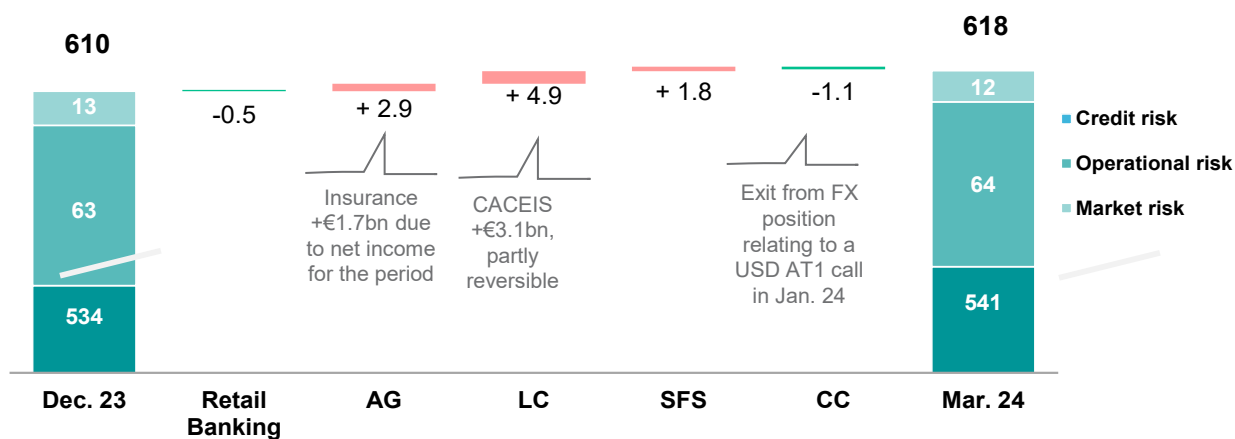 610
618
13
63
534
-0.5
+ 2.9
+ 4.9
+ 1.8
-1.1
Insurance
+€1.7bn due
to net income
for the period
CACEIS
+€3.1bn,
partly
reversible
Exit from FX
position
relating to a
USD AT1 call
in Jan. 24
12
64
541
Credit risk
Operational risk
Market risk
Dec. 23
Retail
Banking
AG
LC
SFS
CC
Mar. 24